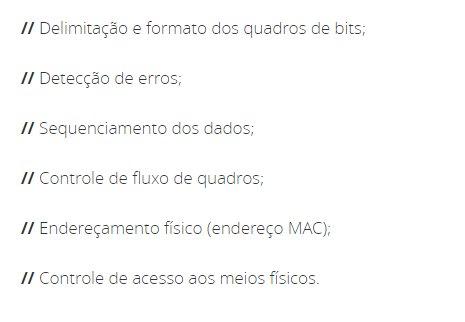 // Delimitação e formato dos quadros de bits;
// Detecção de erros;
// Sequenciamento dos dados;
// Controle de fluxo de quadros;
// Endereçamento físico (endereço MAC);
// Controle de acesso aos meios físicos.